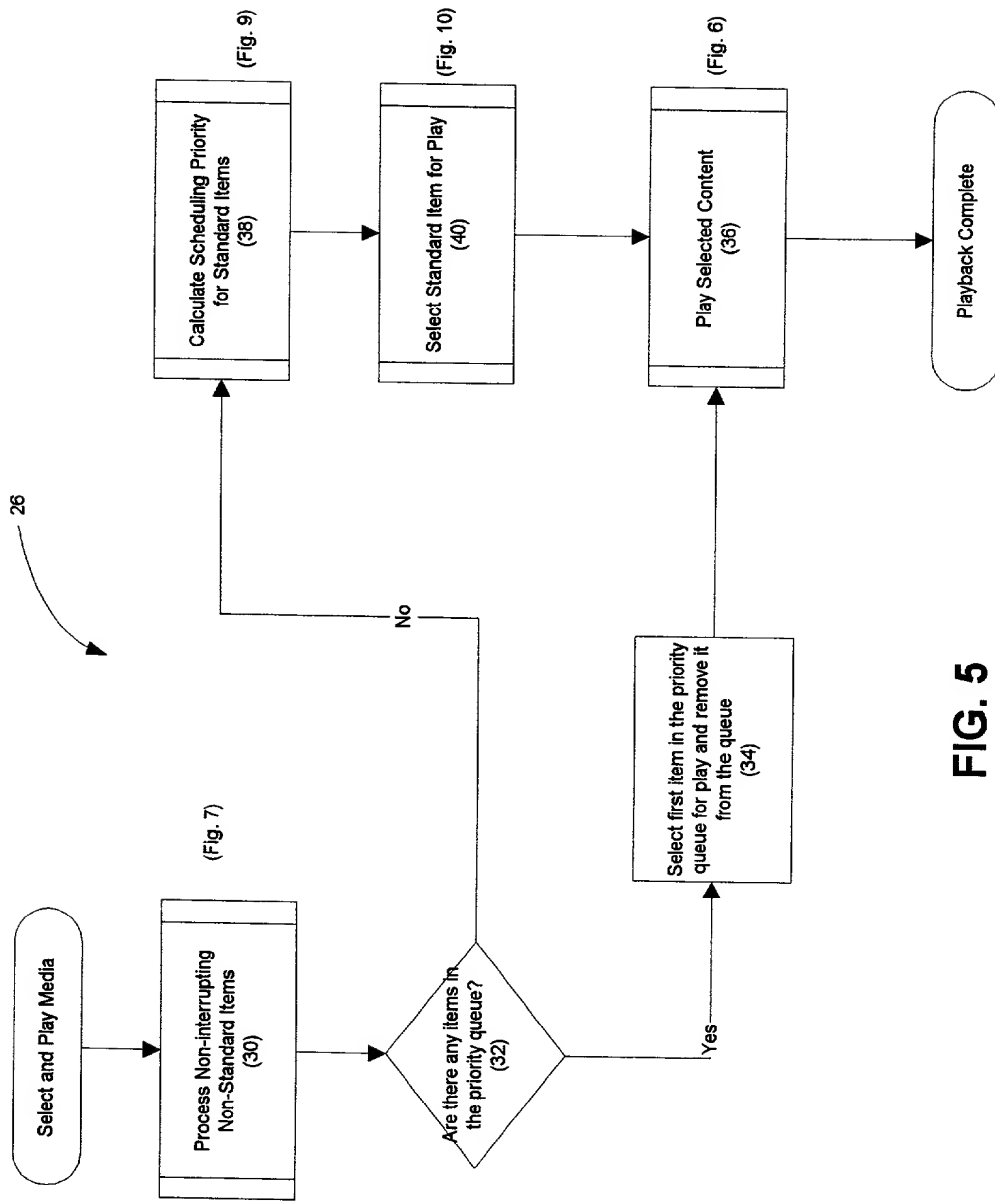 26
Select and Play Media
Process Non-interrupting
Non-Standard Items
(30)
(Fig. 7)
Are there any items in
the priority queue?
(32)
No
Yes
Select first item in the priority
queue for play and remove it
from the queue
(34)
Calculate Scheduling Priority
for Standard Items
(38)
(Fig. 9)
Select Standard Item for Play
(40)
(Fig. 10)
Play Selected Content
(36)
(Fig. 6)
Playback Complete
FIG. 5